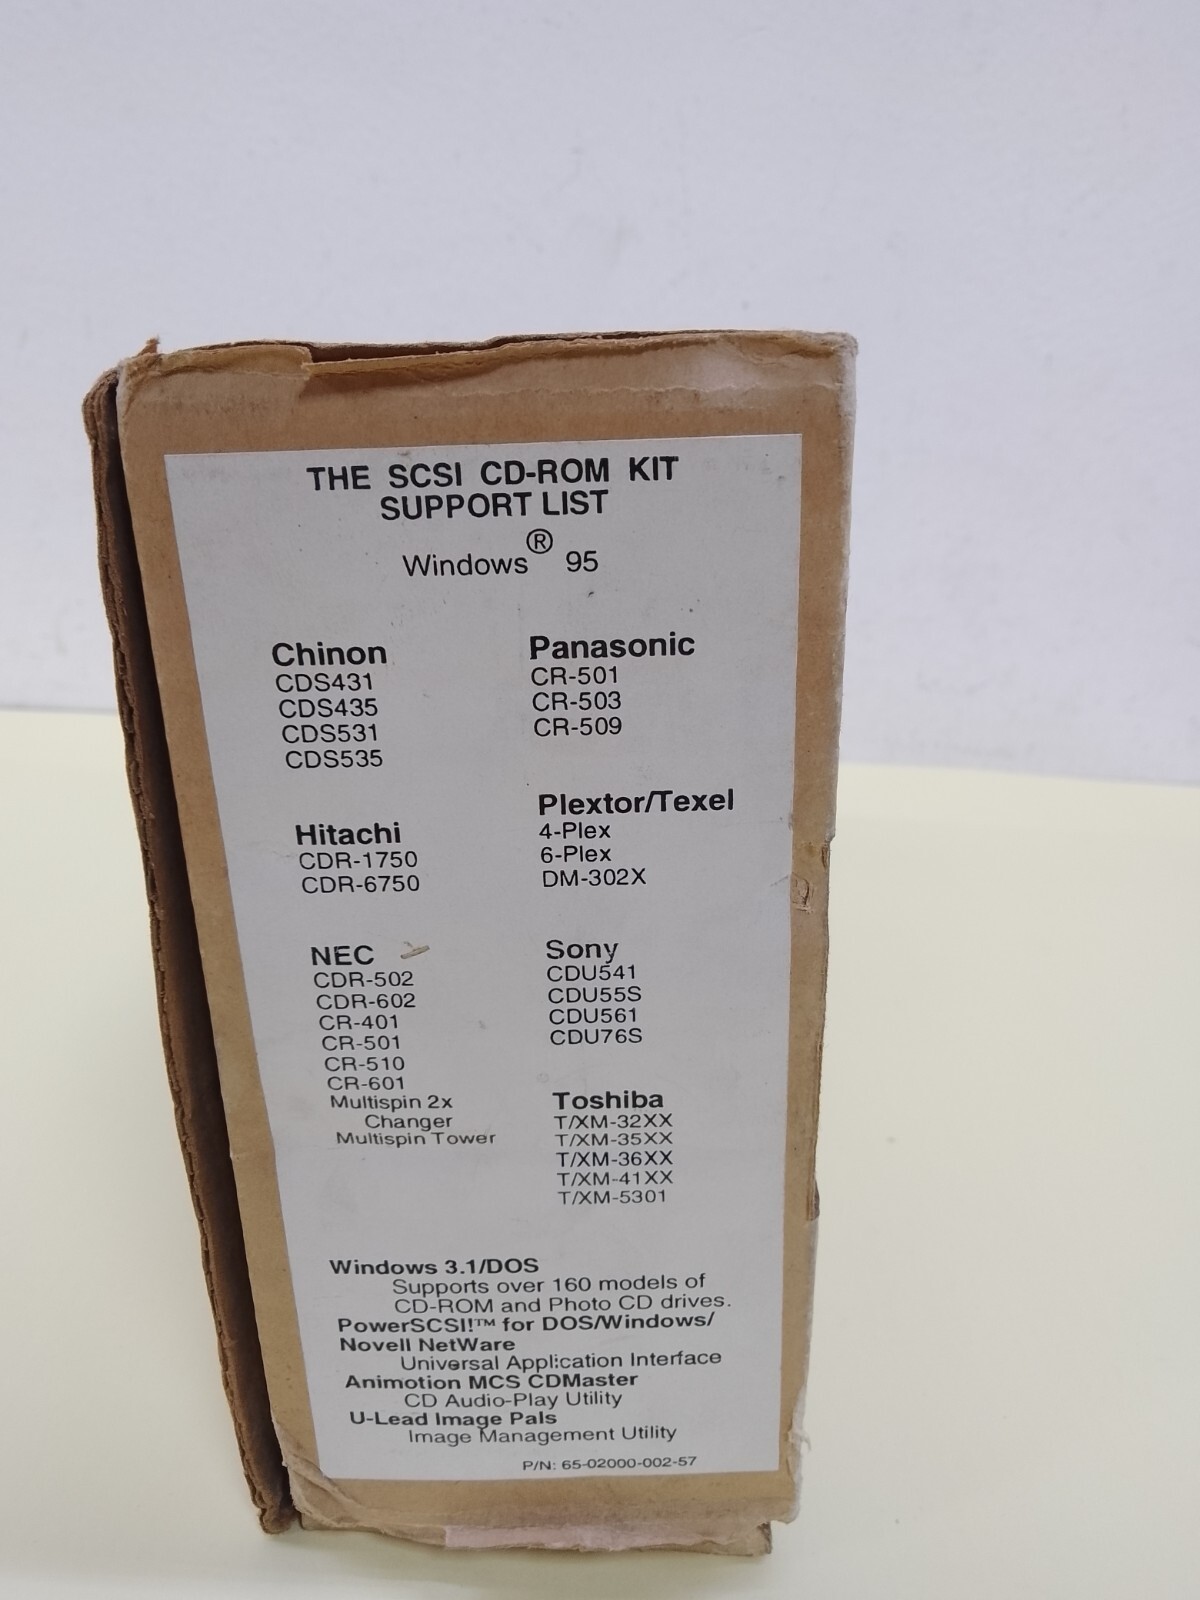 THE SCSI CD-ROM KIT
SUPPORT LIST
Windows® 95
Chinon
CDS431
CDS435
CDS531
CDS535
Hitachi
CDR-1750
CDR-6750
NEC
CDR-502
CDR-602
CR-401
CR-501
CR-510
CR-601
Multispin 2x
Changer
Multispin Tower
Panasonic
CR-501
CR-503
CR-509
Plextor/Texel
4-Plex
6-Plex
DM-302X
Sony
CDU541
CDU55S
CDU561
CDU76S
Toshiba
T/XM-32XX
T/XM-35XX
T/XM-36XX
T/XM-41XX
T/XM-5301
Windows 3.1/DOS
Supports over 160 models of
CD-ROM and Photo CD drives.
PowerSCSI!™ for DOS/Windows/
Novell NetWare
Universal Application Interface
Animotion MCS CDMaster
CD Audio-Play Utility
U-Lead Image Pals
Image Management Utility
P/N: 65-02000-002-57